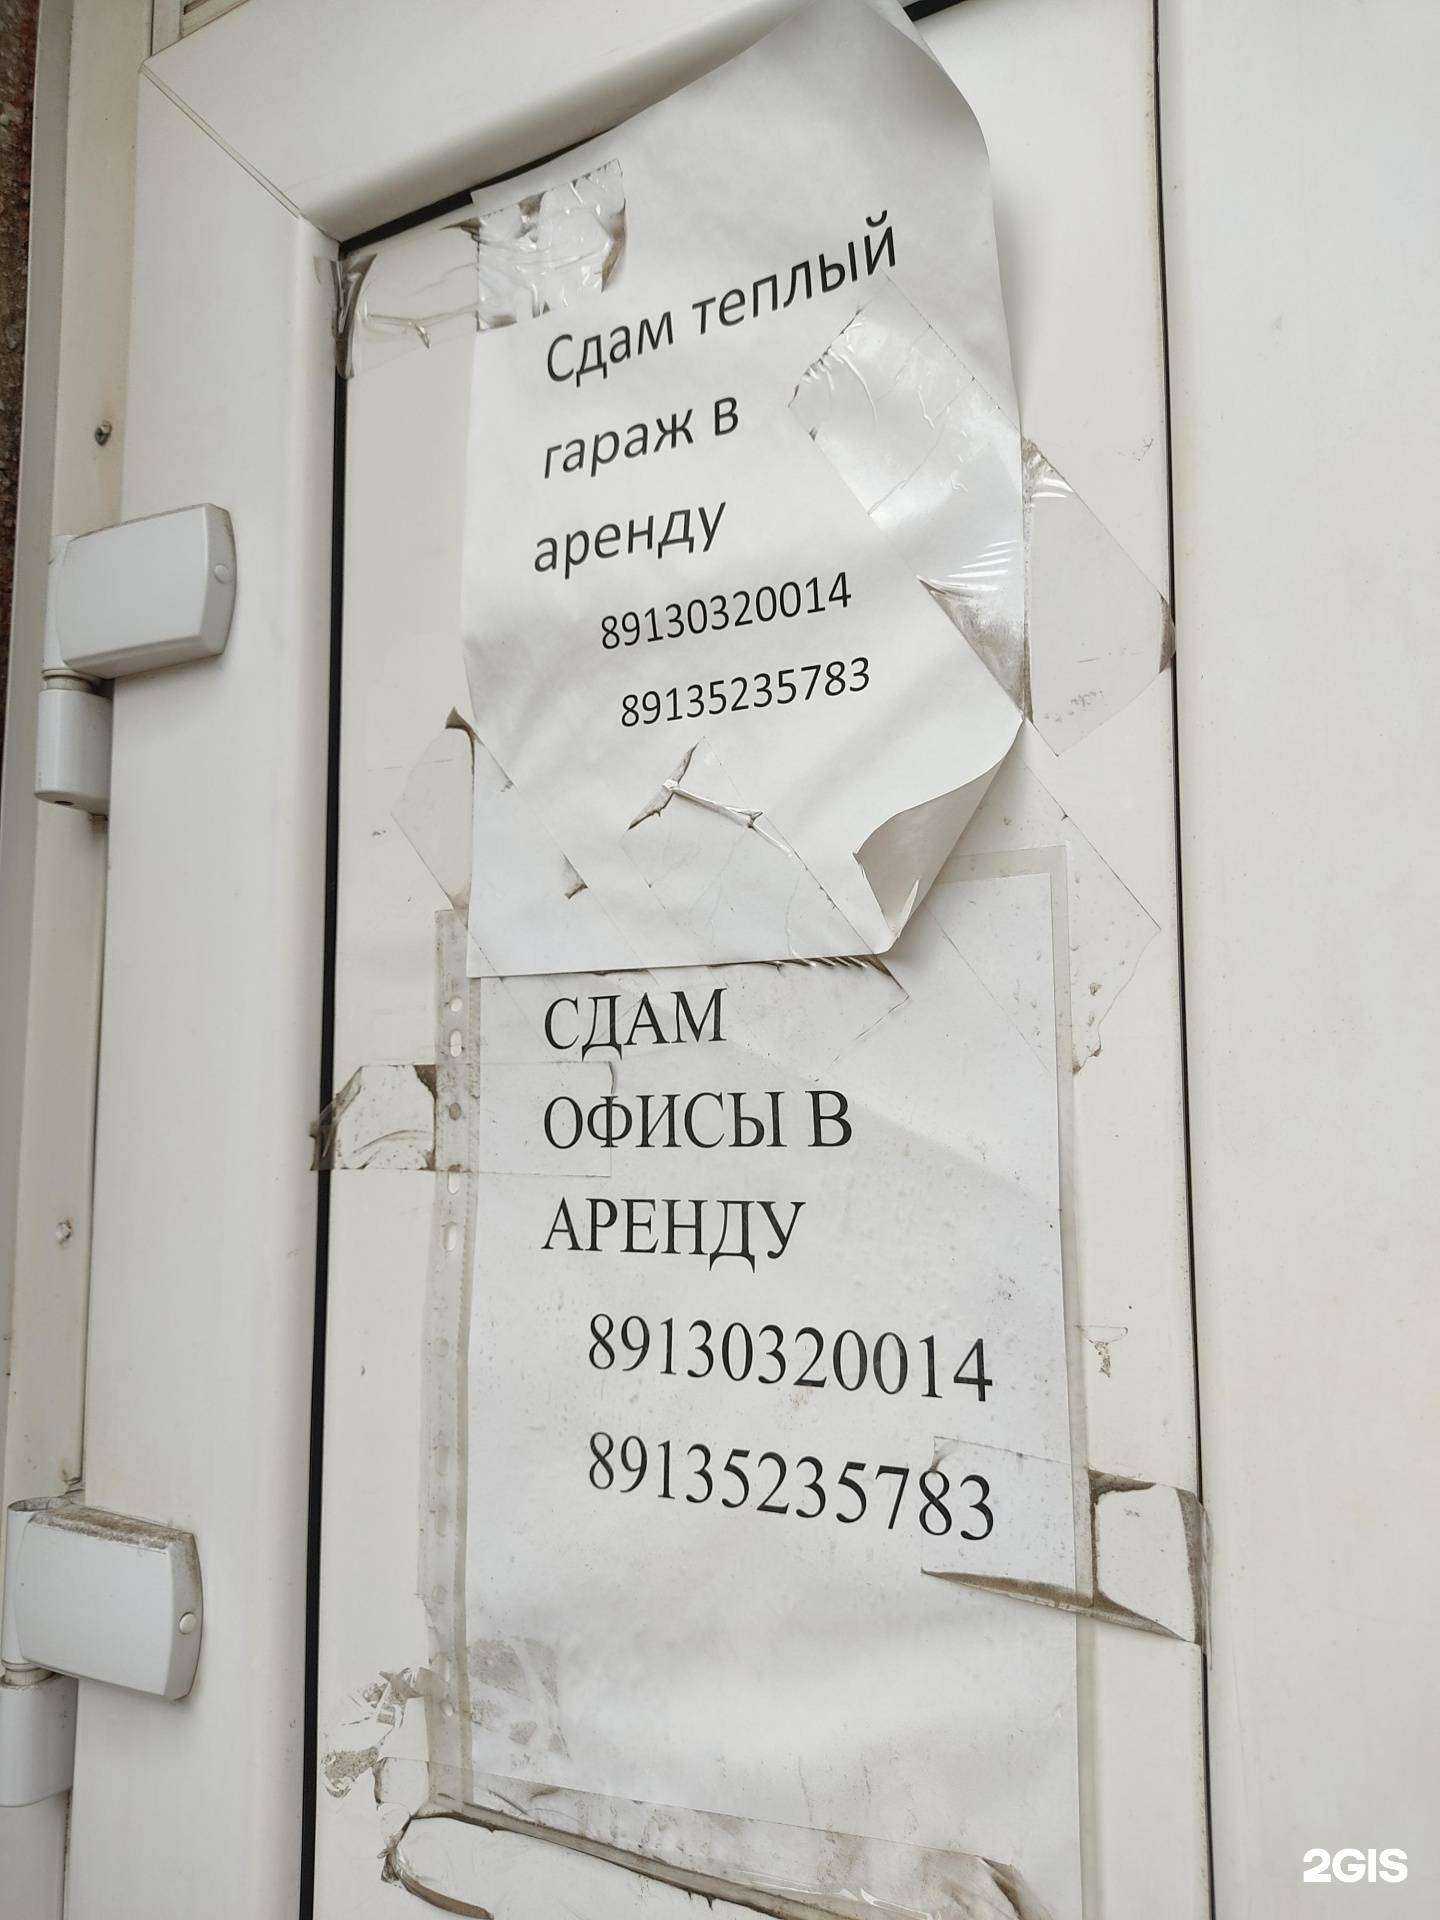 Сдам теплый
гараж в
аренду
89130320014
89135235783
СДАМ
ОФИСЫ В
АРЕНДУ
89130320014
89135235783
2GIS